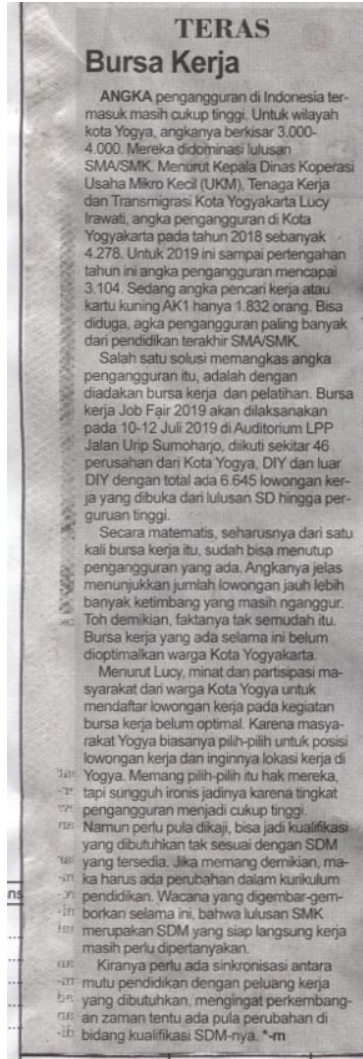 TERAS
Bursa Kerja
ANGKA pengangguran di Indonesia ter-
masuk masih cukup tinggi. Untuk wilayah
kota Yogya, angkanya berkisar 3.000-
4.000. Mereka didominasi lulusan
SMA/SMK. Menurut Kepala Dinas Koperasi
Usaha Mikro Kecil (UKM), Tenaga Kerja
dan Transmigrasi Kota Yogyakarta Lucy
Irawati, angka pengangguran di Kota
Yogyakarta pada tahun 2018 sebanyak
4.278. Untuk 2019 ini sampai pertengahan
tahun ini angka pengangguran mencapai
3.104. Sedang angka pencari kerja atau
kartu kuning AK1 hanya 1.832 orang. Bisa
diduga, agka pengangguran paling banyak
dari pendidikan terakhir SMA/SMK.
Salah satu solusi memangkas angka
pengangguran itu, adalah dengan
diadakan bursa kerja dan pelatihan. Bursa
kerja Job Fair 2019 akan dilaksanakan
pada 10-12 Juli 2019 di Auditorium LPP
Jalan Urip Sumoharjo, diikuti sekitar 46
perusahan dari Kota Yogya, DIY dan luar
DIY dengan total ada 6.645 lowongan ker-
ja yang dibuka dari lulusan SD hingga per-
guruan tinggi.
Secara matematis, seharusnya dari satu
kali bursa kerja itu, sudah bisa menutup
pengangguran yang ada. Angkanya jelas
menunjukkan jumlah lowongan jauh lebih
banyak ketimbang yang masih nganggur.
Toh demikian, faktanya tak semudah itu.
Bursa kerja yang ada selama ini belum
dioptimalkan warga Kota Yogyakarta.
Menurut Lucy, minat dan partisipasi ma-
syarakat dari warga Kota Yogya untuk
mendaftar lowongan kerja pada kegiatan
bursa kerja belum optimal. Karena masya-
rakat Yogya biasanya pilih-pilih untuk posisi
lowongan kerja dan inginnya lokasi kerja di
Yogya. Memang pilih-pilih itu hak mereka,
tapi sungguh ironis jadinya karena tingkat
pengangguran menjadi cukup tinggi.
Namun perlu pula dikaji, bisa jadi kualifikasi
yang dibutuhkan tak sesuai dengan SDM
yang tersedia. Jika memang demikian, ma-
ka harus ada perubahan dalam kurikulum
pendidikan. Wacana yang digembar-gem-
borkan selama ini, bahwa lulusan SMK
merupakan SDM yang siap langsung kerja
masih perlu dipertanyakan.
Kiranya perlu ada sinkronisasi antara
mutu pendidikan dengan peluang kerja
yang dibutuhkan, mengingat perkembang-
an zaman tentu ada pula perubahan di
bidang kualifikasi SDM-nya. *-m